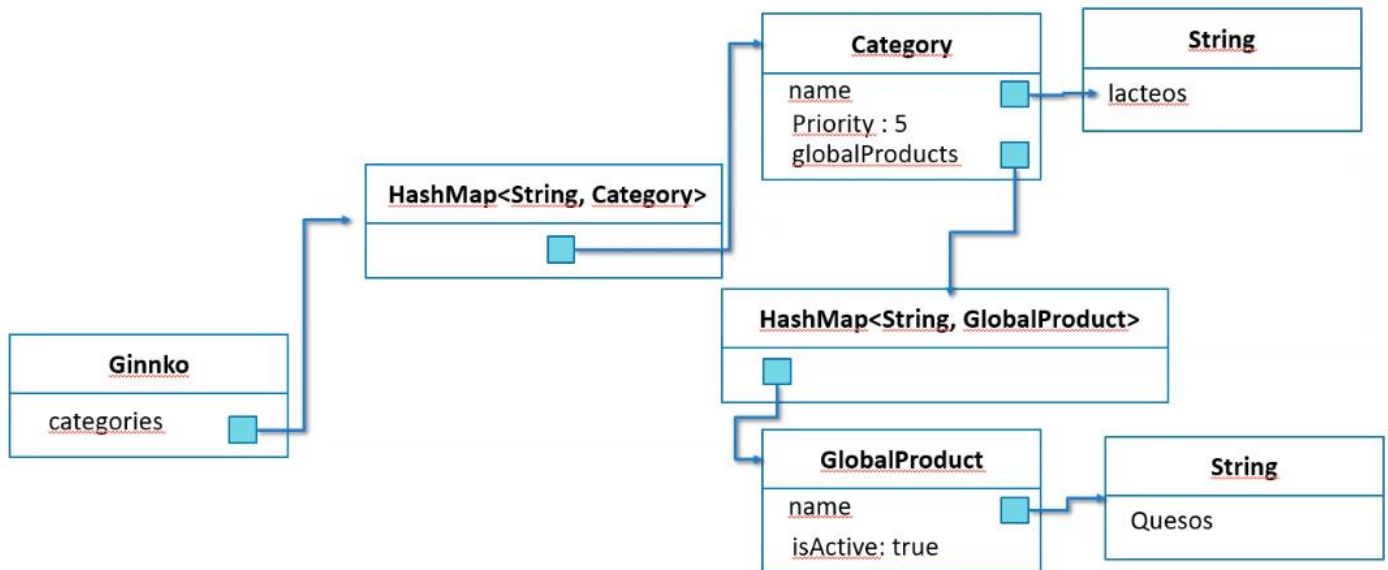 Category
name
Priority : 5
globalProducts
String
lacteos
HashMap<String, Category>
HashMap<String, GlobalProduct>
Ginnko
categories
GlobalProduct
name
isActive: true
String
Quesos